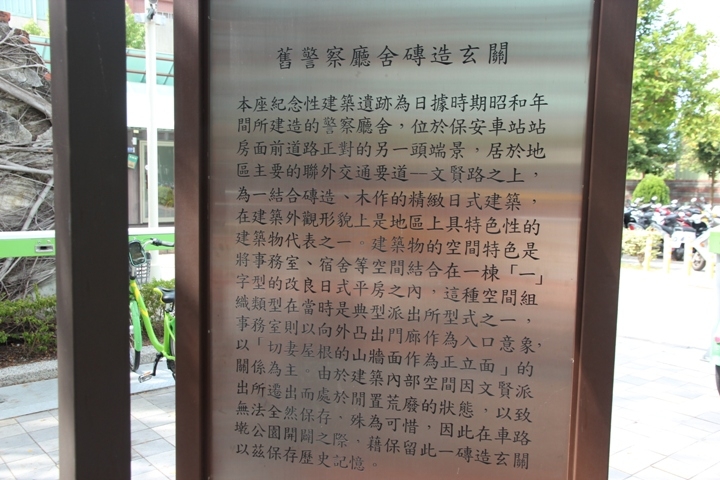 舊警察廳舍磚造玄關
本座紀念性建築遺跡為日據時期昭和年
間所建造的警察廳舍，位於保安車站站
房面前道路正對的另一頭端景，居於地
區主要的聯外交通要道—文賢路之上，
為一結合磚造、木作的精緻日式建築，
在建築外觀形貌上是地區上具特色性的
建築物代表之一。建築物的空間特色是
將事務室、宿舍等空間結合在一棟「一」
字型的改良日式平房之內，這種空間組
織類型在當時是典型派出所型式之一，
事務室則以向外凸出門廊作為入口意象，
以「切妻屋根的山牆面作為正立面」的
關係為主。由於建築內部空間因文賢派
出所遷出而處於閒置荒廢的狀態，以致
無法全然保存，殊為可惜，因此在車路
墘公園開闢之際，藉保留此一磚造玄關
以茲保存歷史記憶。